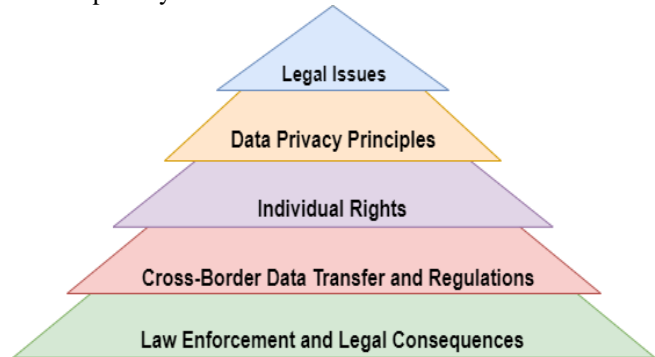 Legal Issues
Data Privacy Principles
Individual Rights
Cross-Border Data Transfer and Regulations
Law Enforcement and Legal Consequences